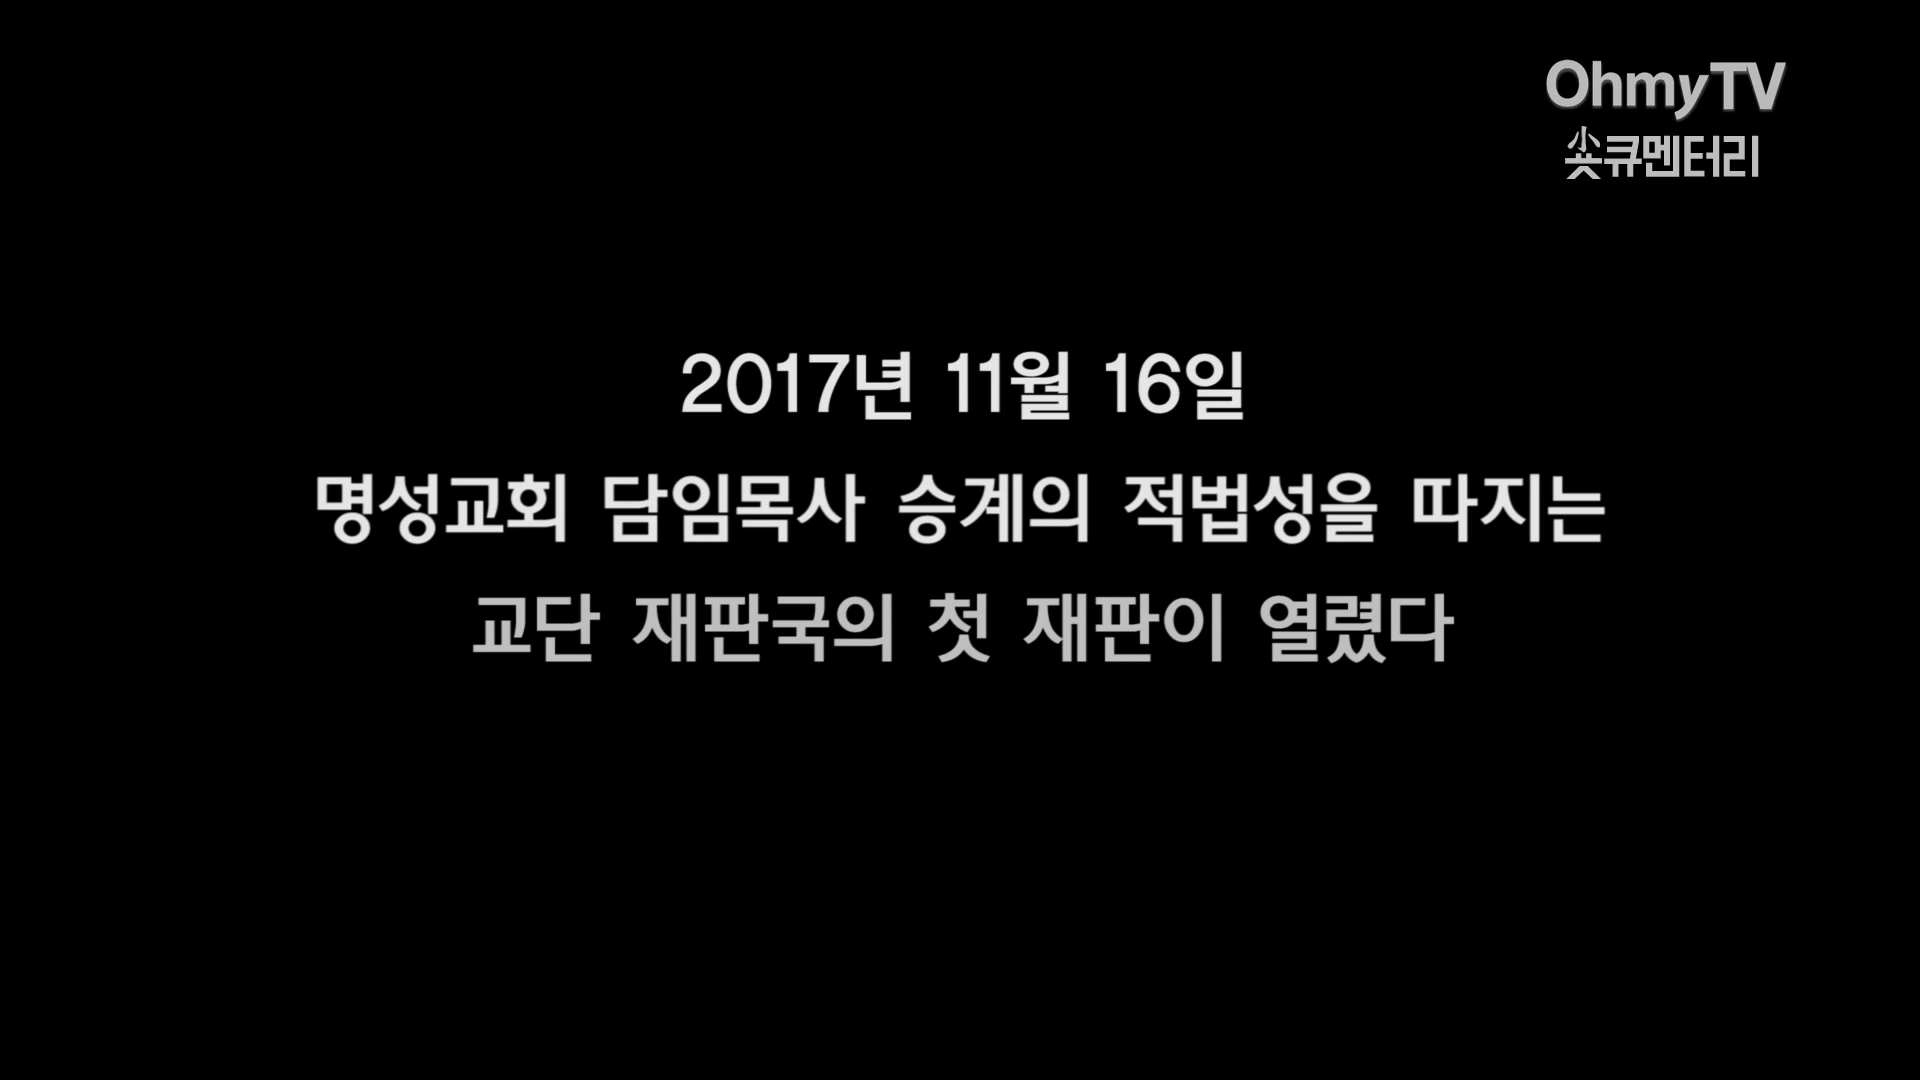 OhmyTV
숏큐멘터리
2017년 11월 16일
명성교회 담임목사 승계의 적법성을 따지는
교단 재판국의 첫 재판이 열렸다